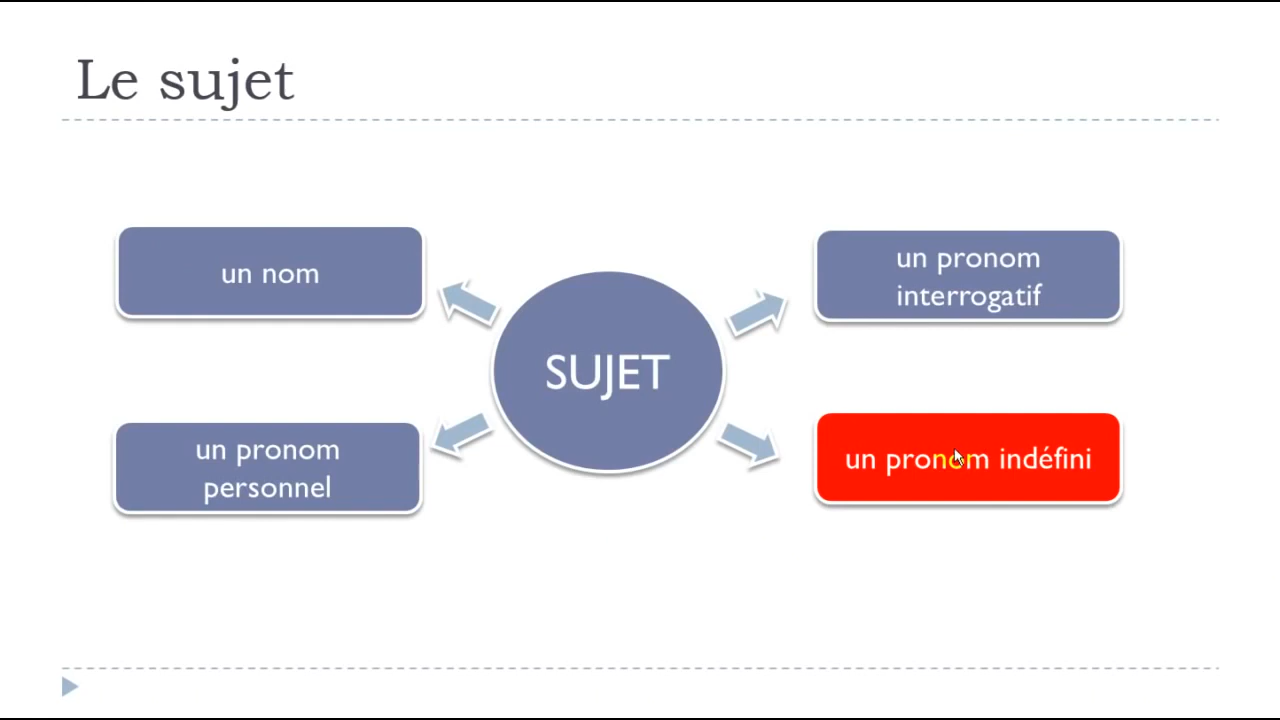 Le sujet
un nom
un pronom
interrogatif
SUJET
un pronom
personnel
un pronom indéfini